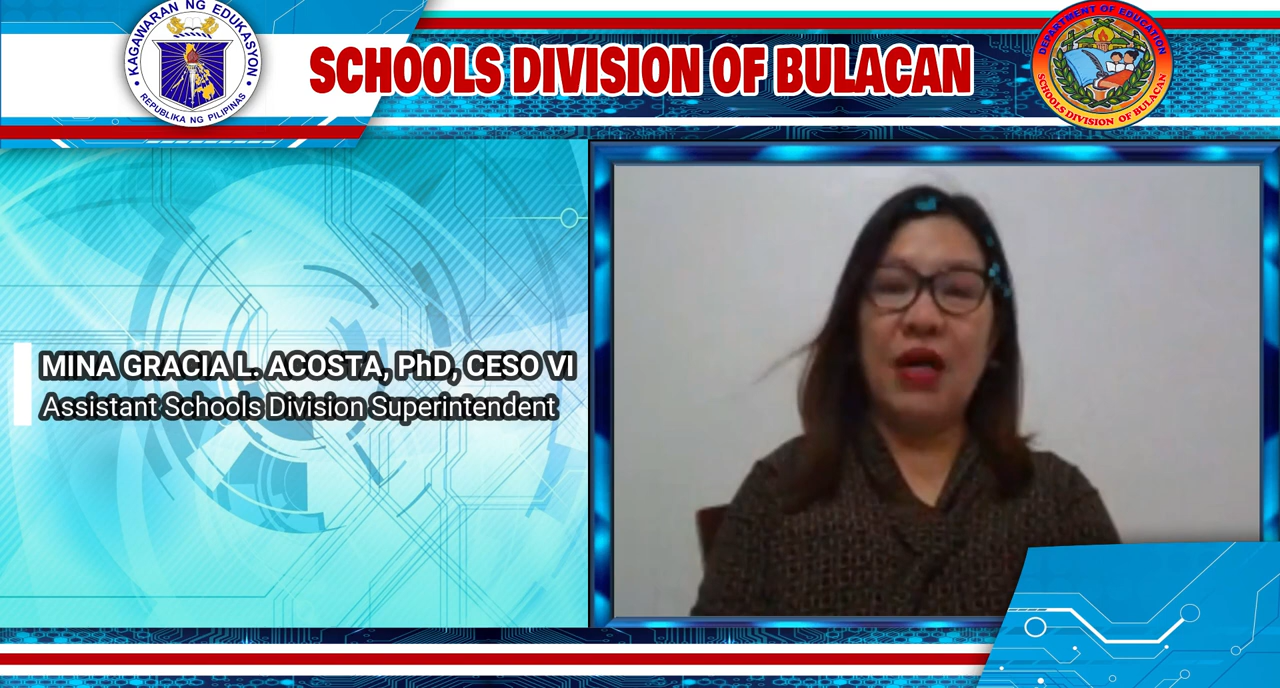 KAGAWARAN NG EDUKASYON
REPUBLIKA NG PILIPINAS
SCHOOLS DIVISION OF BULACAN
DEPARTMENT OF EDUCATION
SCHOOLS DIVISION OF BULACAN
MINA GRACIA L. ACOSTA, PhD, CESO VI
Assistant Schools Division Superintendent